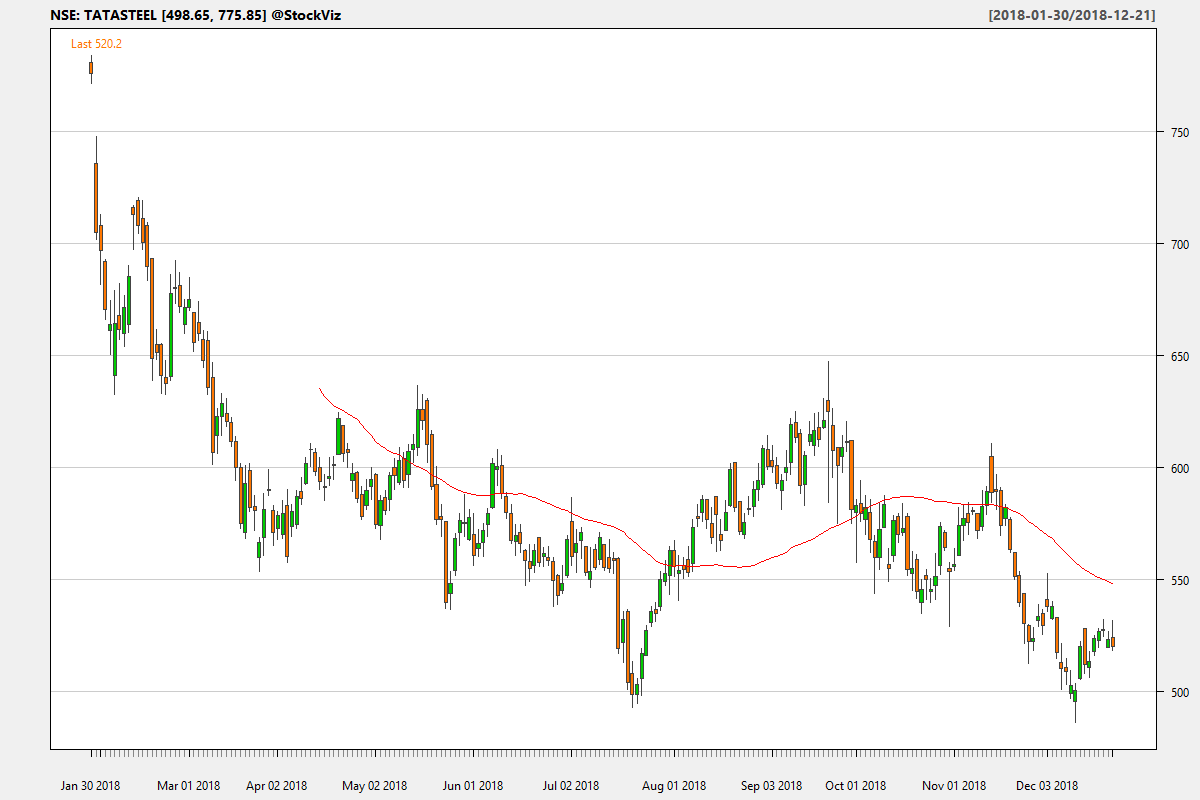 NSE: TATASTEEL [498.65, 775.85] @StockViz
[2018-01-30/2018-12-21]
Last 520.2
750
700
650
600
550
500
Jan 30 2018
Mar 01 2018
Apr 02 2018
May 02 2018
Jun 01 2018
Jul 02 2018
Aug 01 2018
Sep 03 2018
Oct 01 2018
Nov 01 2018
Dec 03 2018